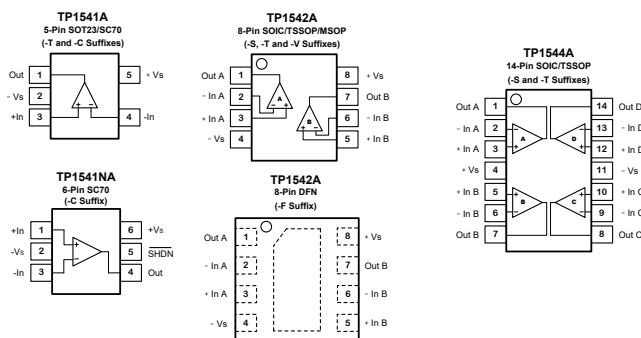 TP1541A
5-Pin SOT23/SC70
(-T and -C Suffixes)
Out 1 5 + Vs
- Vs 2
+In 3 4 -In
TP1542A
8-Pin SOIC/TSSOP/MSOP
(-S, -T and -V Suffixes)
Out A 1 8 + Vs
- In A 2 7 Out B
+ In A 3 6 - In B
- Vs 4 5 + In B
A
B
TP1544A
14-Pin SOIC/TSSOP
(-S and -T Suffixes)
Out A 1 14 Out D
- In A 2 13 - In D
+ In A 3 12 + In D
+ Vs 4 11 - Vs
+ In B 5 10 + In C
- In B 6 9 - In C
Out B 7 8 Out C
A D
B C
TP1541NA
6-Pin SC70
(-C Suffix)
+In 1 6 +Vs
-Vs 2 5 SHDN
-In 3 4 Out
TP1542A
8-Pin DFN
(-F Suffix)
Out A 1 8 + Vs
- In A 2 7 Out B
+ In A 3 6 - In B
- Vs 4 5 + In B